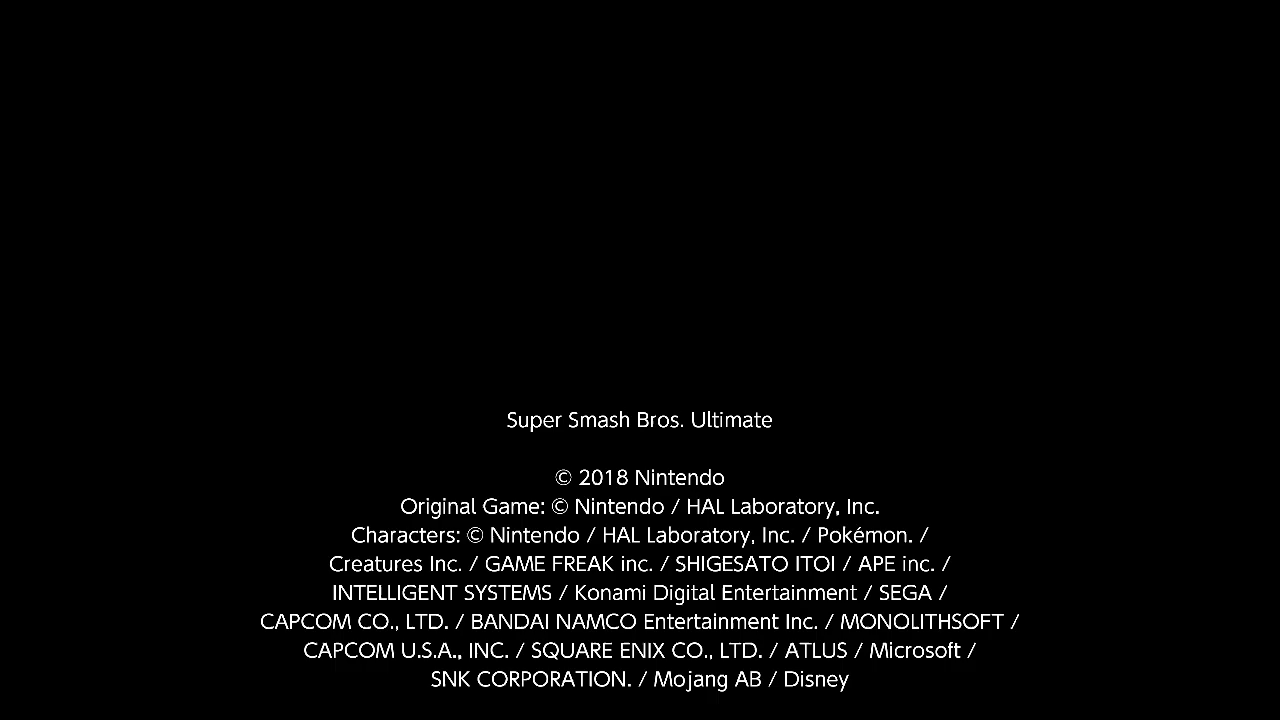 Super Smash Bros. Ultimate
© 2018 Nintendo
Original Game: © Nintendo / HAL Laboratory, Inc.
Characters: © Nintendo / HAL Laboratory, Inc. / Pokémon. /
Creatures Inc. / GAME FREAK inc. / SHIGESATO ITOI / APE inc. /
INTELLIGENT SYSTEMS / Konami Digital Entertainment / SEGA /
CAPCOM CO., LTD. / BANDAI NAMCO Entertainment Inc. / MONOLITHSOFT /
CAPCOM U.S.A., INC. / SQUARE ENIX CO., LTD. / ATLUS / Microsoft /
SNK CORPORATION. / Mojang AB / Disney